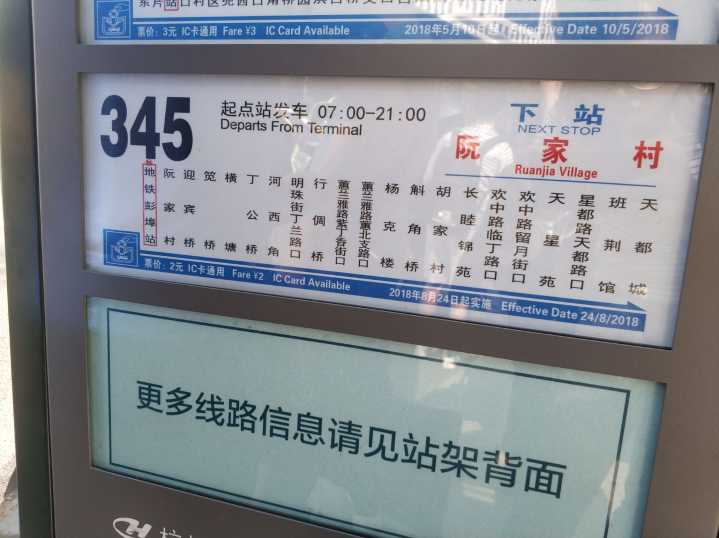 票价：3元 IC卡通用 Fare ¥3 IC Card Available 2018年5月10日起 Effective Date 10/5/2018
345
起点站发车 07:00-21:00
Departs From Terminal
下站
NEXT STOP
阮家村
Ruanjia Village
地铁彭埠站
阮家村
迎宾桥
笕桥
横塘
丁公桥
河西角
明珠街丁兰路口
行倜桥
蕙兰雅路紫丁香街口
蕙兰雅路蕙北支路口
杨克楼
斛角桥
胡家村
长睦锦苑
欢中路临丁路口
欢中路留月街口
天星苑
星都路天都路口
班荆馆
天都城
票价：2元 IC卡通用 Fare ¥2 IC Card Available 2018年8月24日起实施 Effective Date 24/8/2018
更多线路信息请见站架背面